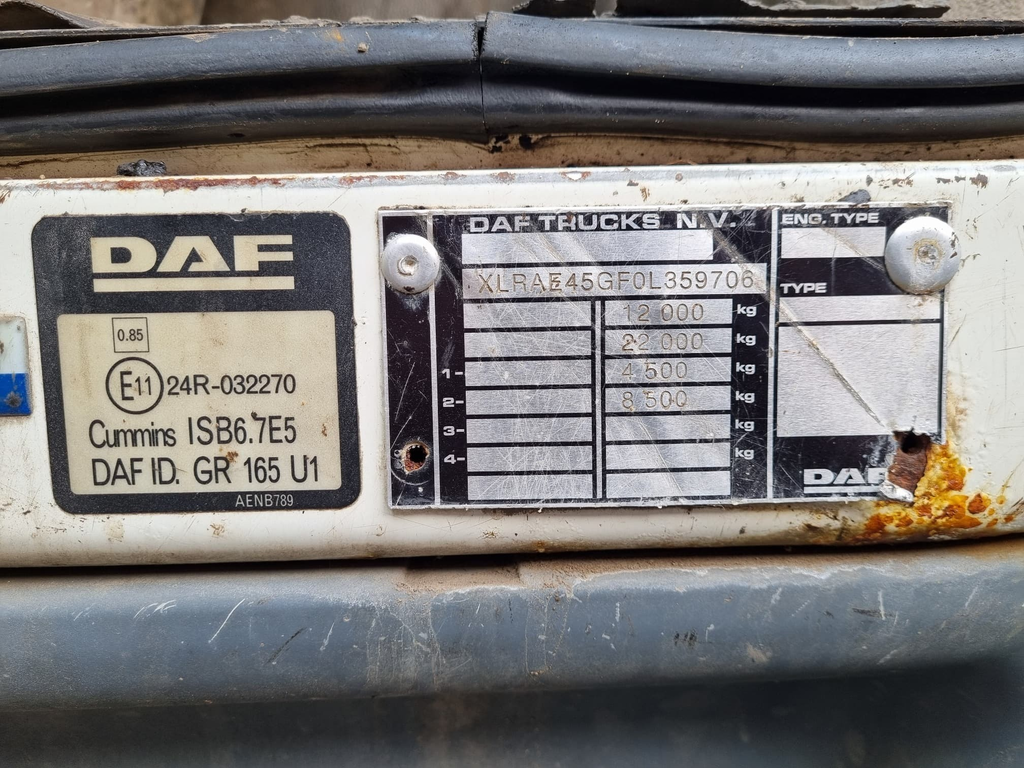 DAF
0.85
E11 24R-032270
Cummins ISB6.7E5
DAF ID. GR 165 U1
AENB789
DAF TRUCKS N.V.
XLRAE45GF0L359706
12 000 kg
22 000 kg
1- 4 500 kg
2- 8 500 kg
3- kg
4- kg
ENG. TYPE
TYPE
DAF